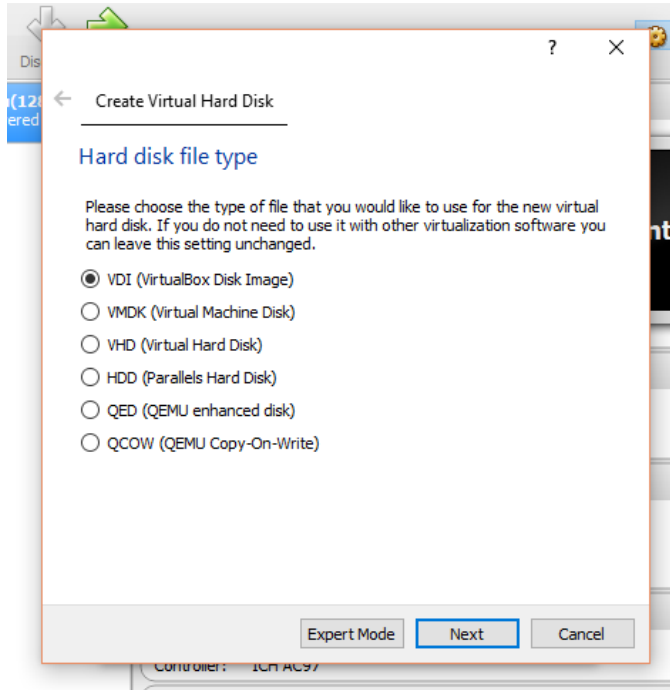 Dis
(128
ered
?
Create Virtual Hard Disk
Hard disk file type
Please choose the type of file that you would like to use for the new virtual
hard disk. If you do not need to use it with other virtualization software you
can leave this setting unchanged.
VDI (VirtualBox Disk Image)
VMDK (Virtual Machine Disk)
VHD (Virtual Hard Disk)
HDD (Parallels Hard Disk)
QED (QEMU enhanced disk)
QCOW (QEMU Copy-On-Write)
nt
Expert Mode Next Cancel
Controller: ICH AC97